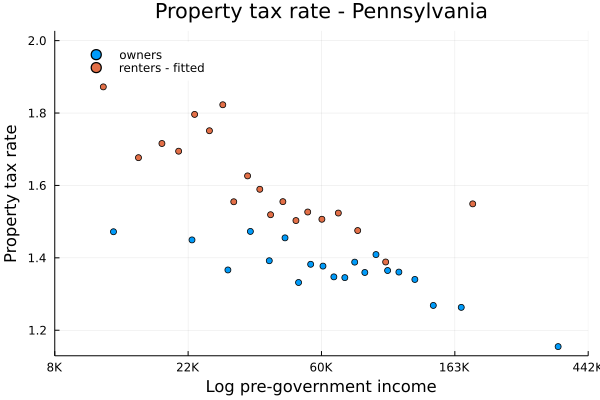 Property tax rate - Pennsylvania
owners
renters - fitted
Property tax rate
2.0
1.8
1.6
1.4
1.2
8K 22K 60K 163K 442K
Log pre-government income